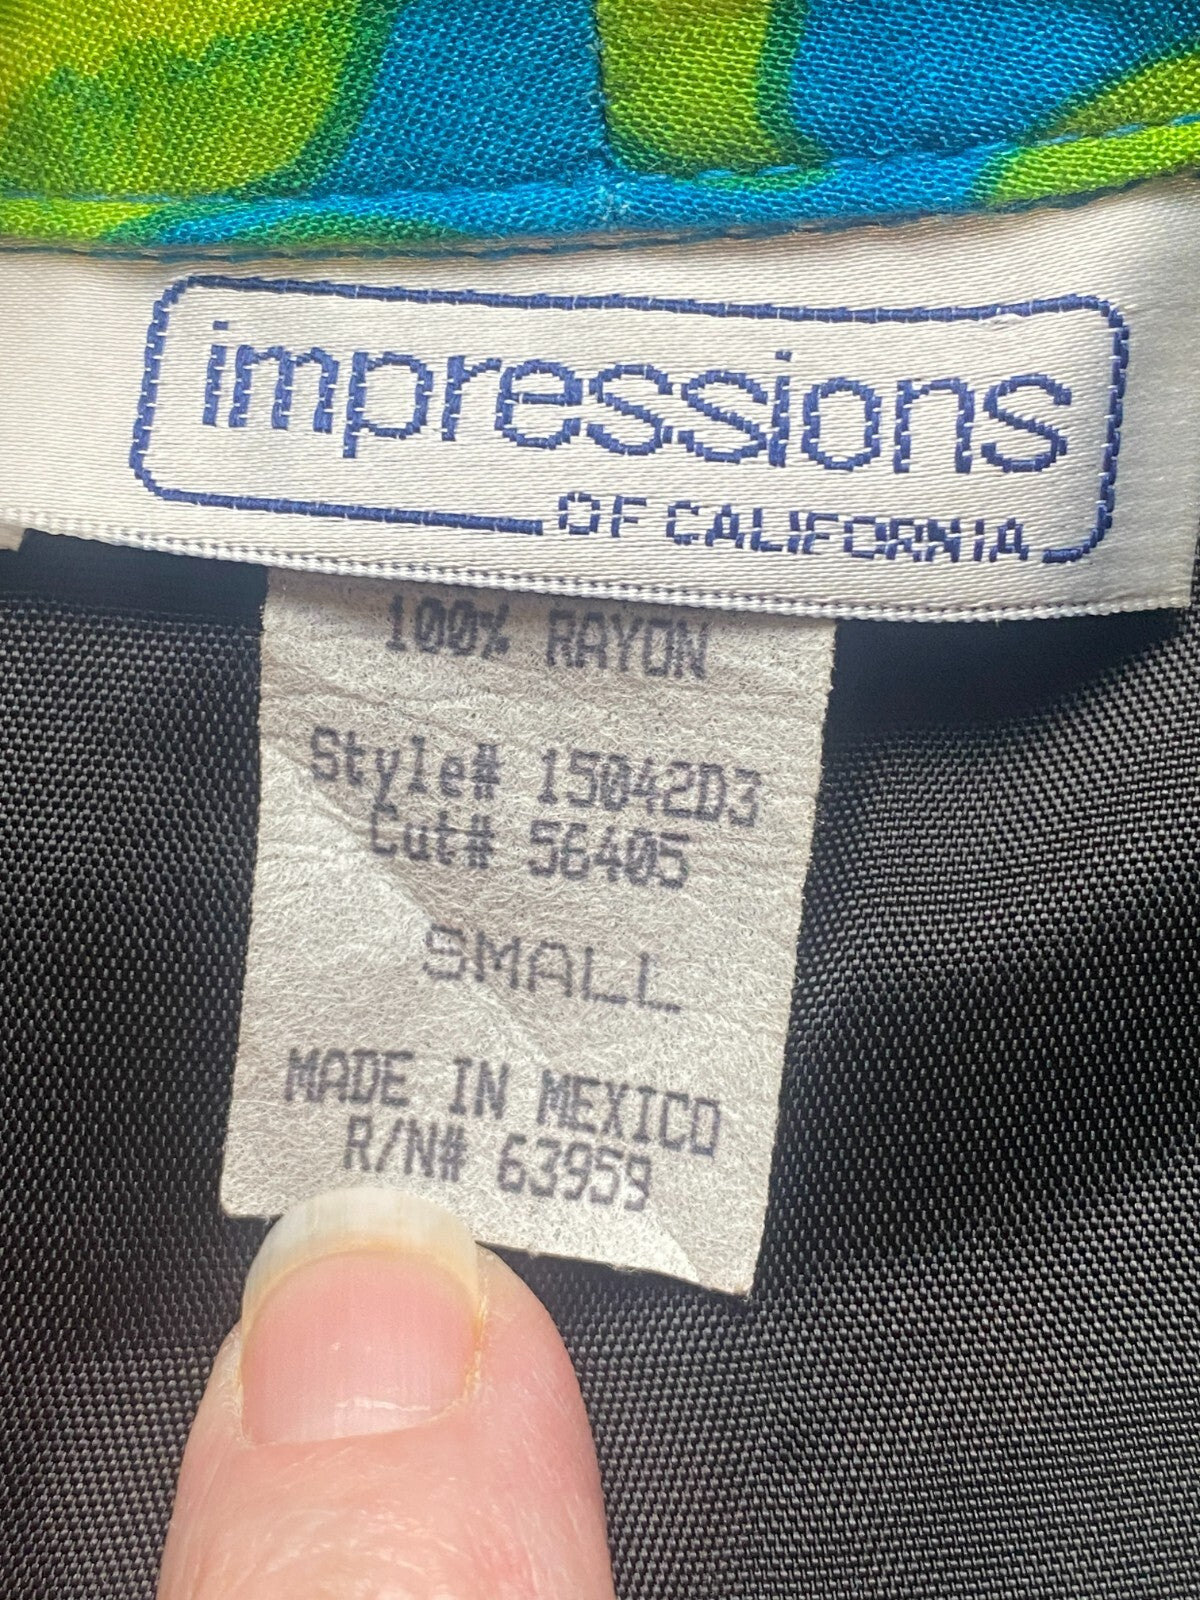 impressions
OF CALIFORNIA
100% RAYON
Style# 15042D3
Cut# 56405
SMALL
MADE IN MEXICO
R/N# 63959